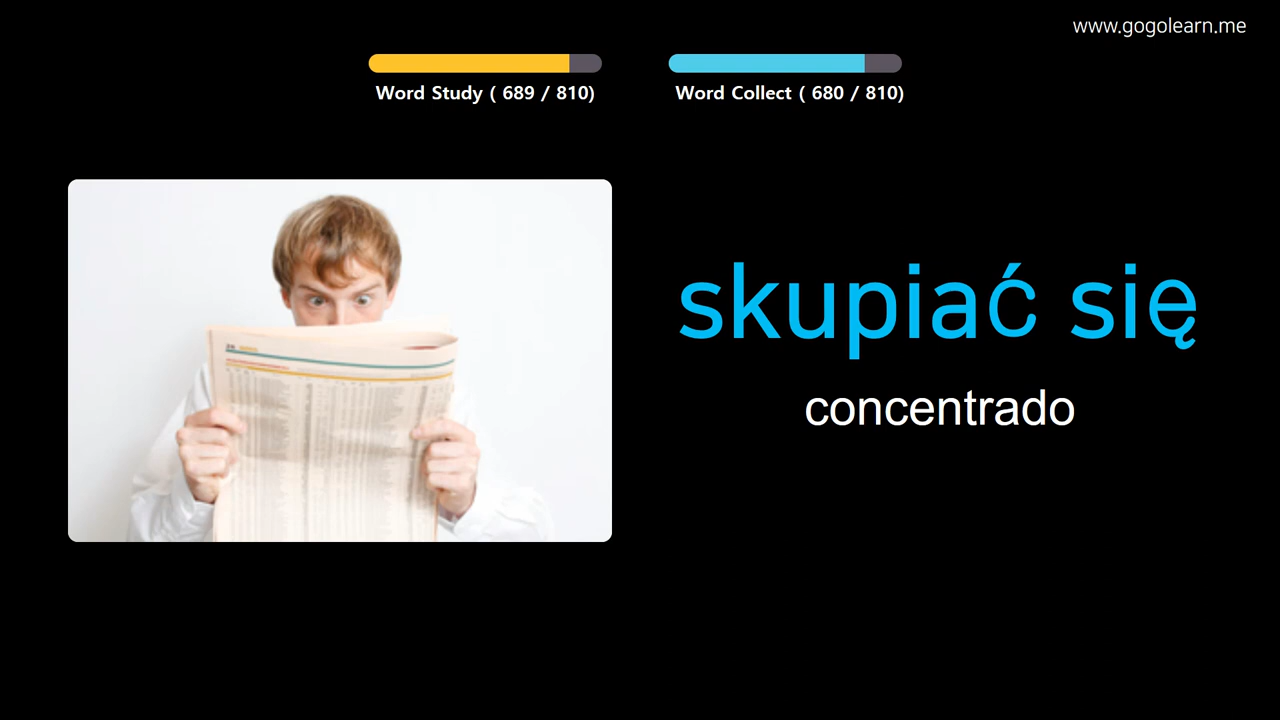 www.gogolearn.me
Word Study ( 689 / 810)
Word Collect ( 680 / 810)
skupiać się
concentrado